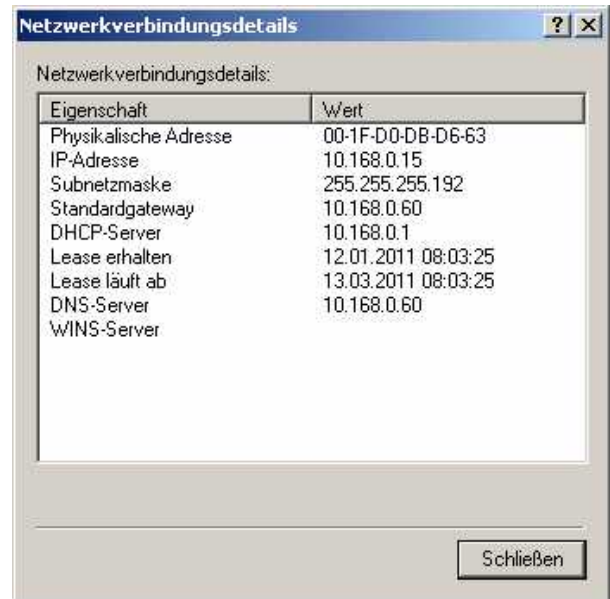 Netzwerkverbindungsdetails
Netzwerkverbindungsdetails:
Eigenschaft Wert
Physikalische Adresse 00-1F-D0-DB-D6-63
IP-Adresse 10.168.0.15
Subnetzmaske 255.255.255.192
Standardgateway 10.168.0.60
DHCP-Server 10.168.0.1
Lease erhalten 12.01.2011 08:03:25
Lease läuft ab 13.03.2011 08:03:25
DNS-Server 10.168.0.60
WINS-Server
Schließen